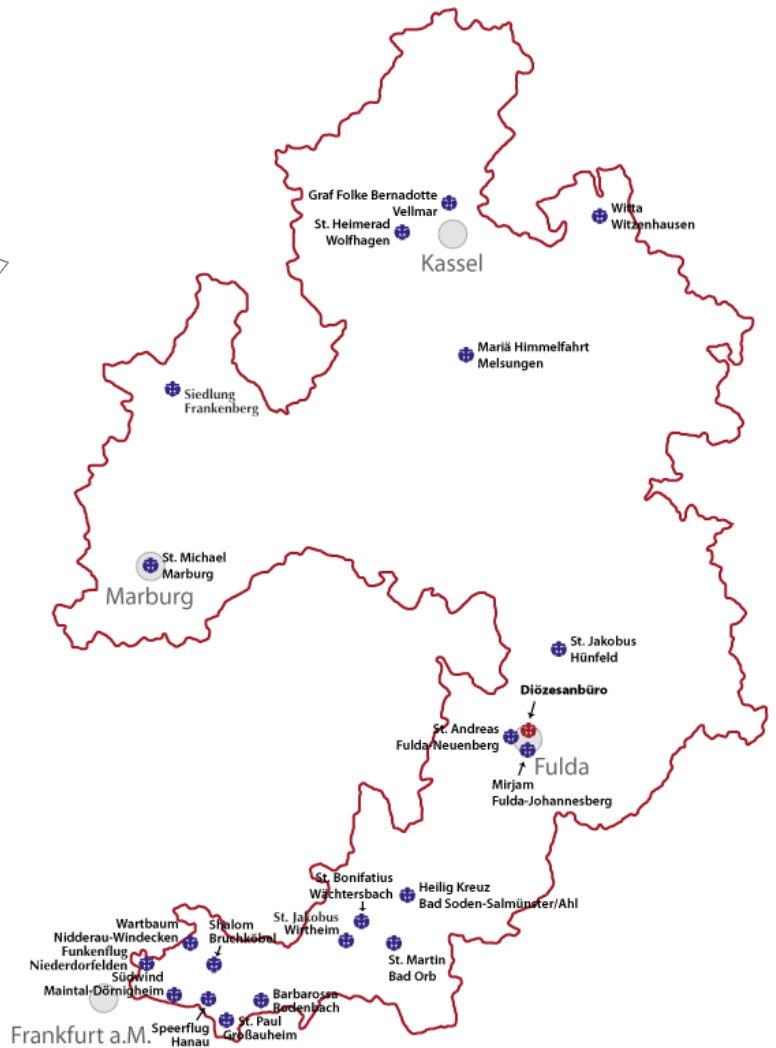 Graf Folke Bernadotte
Vellmar
St. Heimerad
Wolfhagen
Kassel
Witta
Witzenhausen
Mariä Himmelfahrt
Melsungen
Siedlung
Frankenberg
St. Michael
Marburg
Marburg
St. Jakobus
Hünfeld
Diözesanbüro
St. Andreas
Fulda-Neuenberg
Fulda
Mirjam
Fulda-Johannesberg
St. Bonifatius
Wächtersbach
Heilig Kreuz
Bad Soden-Salmünster/Ahl
St. Jakobus
Wirtheim
St. Martin
Bad Orb
Wartbaum
Nidderau-Windecken
Shalom
Bruchköbel
Funkenflug
Niederdorfelden
Südwind
Maintal-Dörnigheim
Barbarossa
Rodenbach
Speerflug
Hanau
St. Paul
Großauheim
Frankfurt a.M.